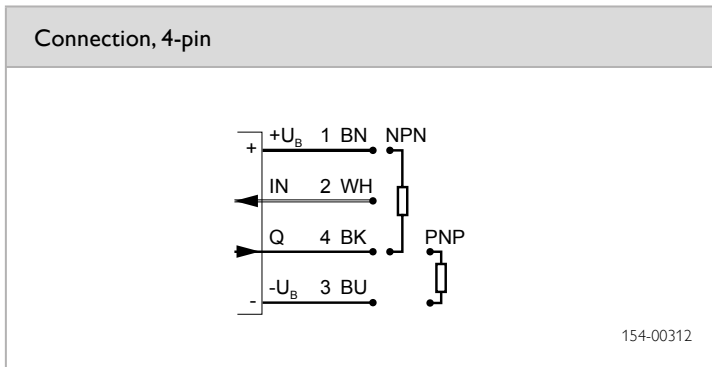 Connection, 4-pin
+U_B 1 BN NPN
+
IN 2 WH
Q 4 BK PNP
-U_B 3 BU
-
154-00312